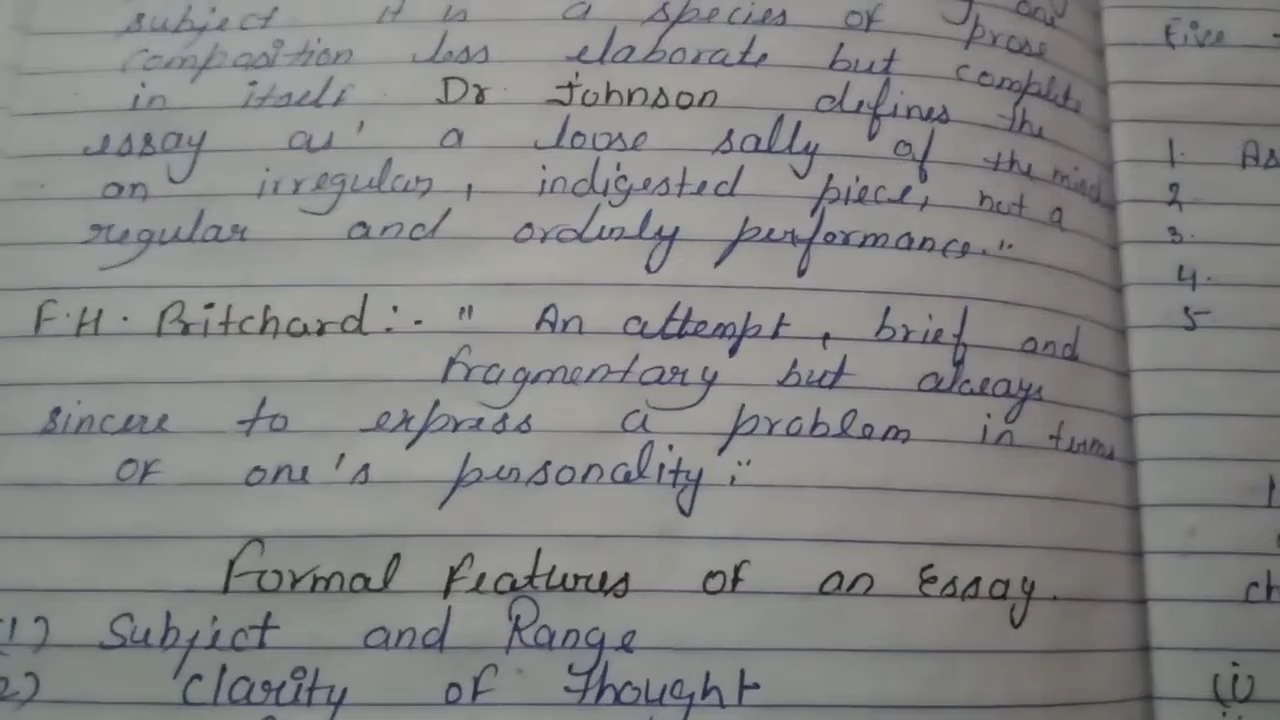 subject It is a species of prose
composition less elaborate but complete
in itself. Dr. Johnson defines the
essay as' a loose sally of the mind
an irregular, indigested piece, not a
regular and orderly performance."
F.H. Pritchard:- " An attempt, brief and
fragmentary but always
sincere to express a problem in terms
of one's personality."
Formal Features of an Essay.
(1) Subject and Range
2) Clarity of Thought
Five
1. As
2
3.
4.
5
ch
(i)